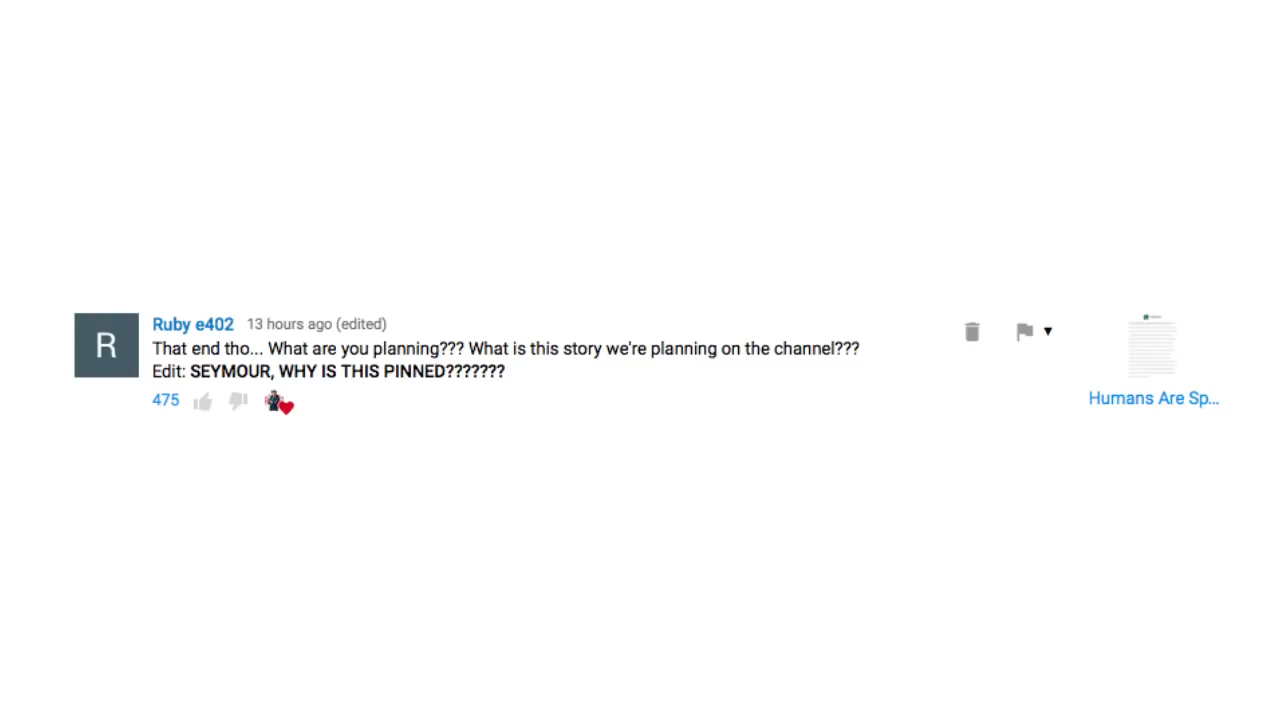 R
Ruby e402 13 hours ago (edited)
That end tho... What are you planning??? What is this story we're planning on the channel???
Edit: SEYMOUR, WHY IS THIS PINNED???????
475
Humans Are Sp...